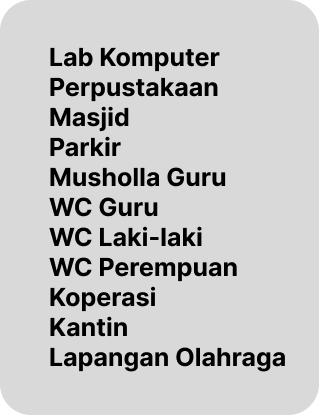 Lab Komputer
Perpustakaan
Masjid
Parkir
Musholla Guru
WC Guru
WC Laki-laki
WC Perempuan
Koperasi
Kantin
Lapangan Olahraga